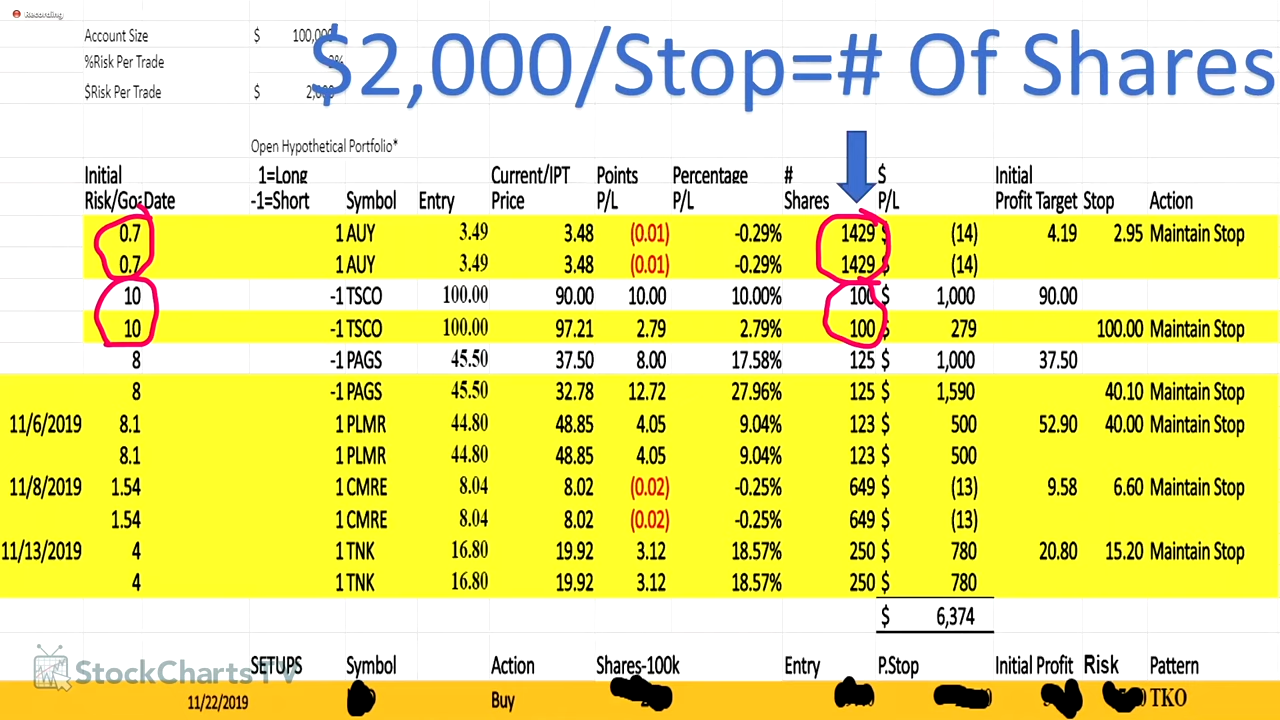 Recording
Account Size $ 100,000
$2,000/Stop=# Of Shares
%Risk Per Trade
$Risk Per Trade $
Open Hypothetical Portfolio*
Initial 1=Long Current/IPT Points Percentage # $ Initial
Risk/Goa Date -1=Short Symbol Entry Price P/L P/L Shares P/L Profit Target Stop Action
0.7 1 AUY 3.49 3.48 (0.01) -0.29% 1429 $ (14) 4.19 2.95 Maintain Stop
0.7 1 AUY 3.49 3.48 (0.01) -0.29% 1429 $ (14)
10 -1 TSCO 100.00 90.00 10.00 10.00% 100 $ 1,000 90.00
10 -1 TSCO 100.00 97.21 2.79 2.79% 100 $ 279 100.00 Maintain Stop
8 -1 PAGS 45.50 37.50 8.00 17.58% 125 $ 1,000 37.50
8 -1 PAGS 45.50 32.78 12.72 27.96% 125 $ 1,590 40.10 Maintain Stop
11/6/2019 8.1 1 PLMR 44.80 48.85 4.05 9.04% 123 $ 500 52.90 40.00 Maintain Stop
8.1 1 PLMR 44.80 48.85 4.05 9.04% 123 $ 500
11/8/2019 1.54 1 CMRE 8.04 8.02 (0.02) -0.25% 649 $ (13) 9.58 6.60 Maintain Stop
1.54 1 CMRE 8.04 8.02 (0.02) -0.25% 649 $ (13)
11/13/2019 4 1 TNK 16.80 19.92 3.12 18.57% 250 $ 780 20.80 15.20 Maintain Stop
4 1 TNK 16.80 19.92 3.12 18.57% 250 $ 780
$ 6,374
StockCharts TV
SETUPS Symbol Action Shares-100k Entry P.Stop Initial Profit Risk Pattern
11/22/2019 Buy TKO